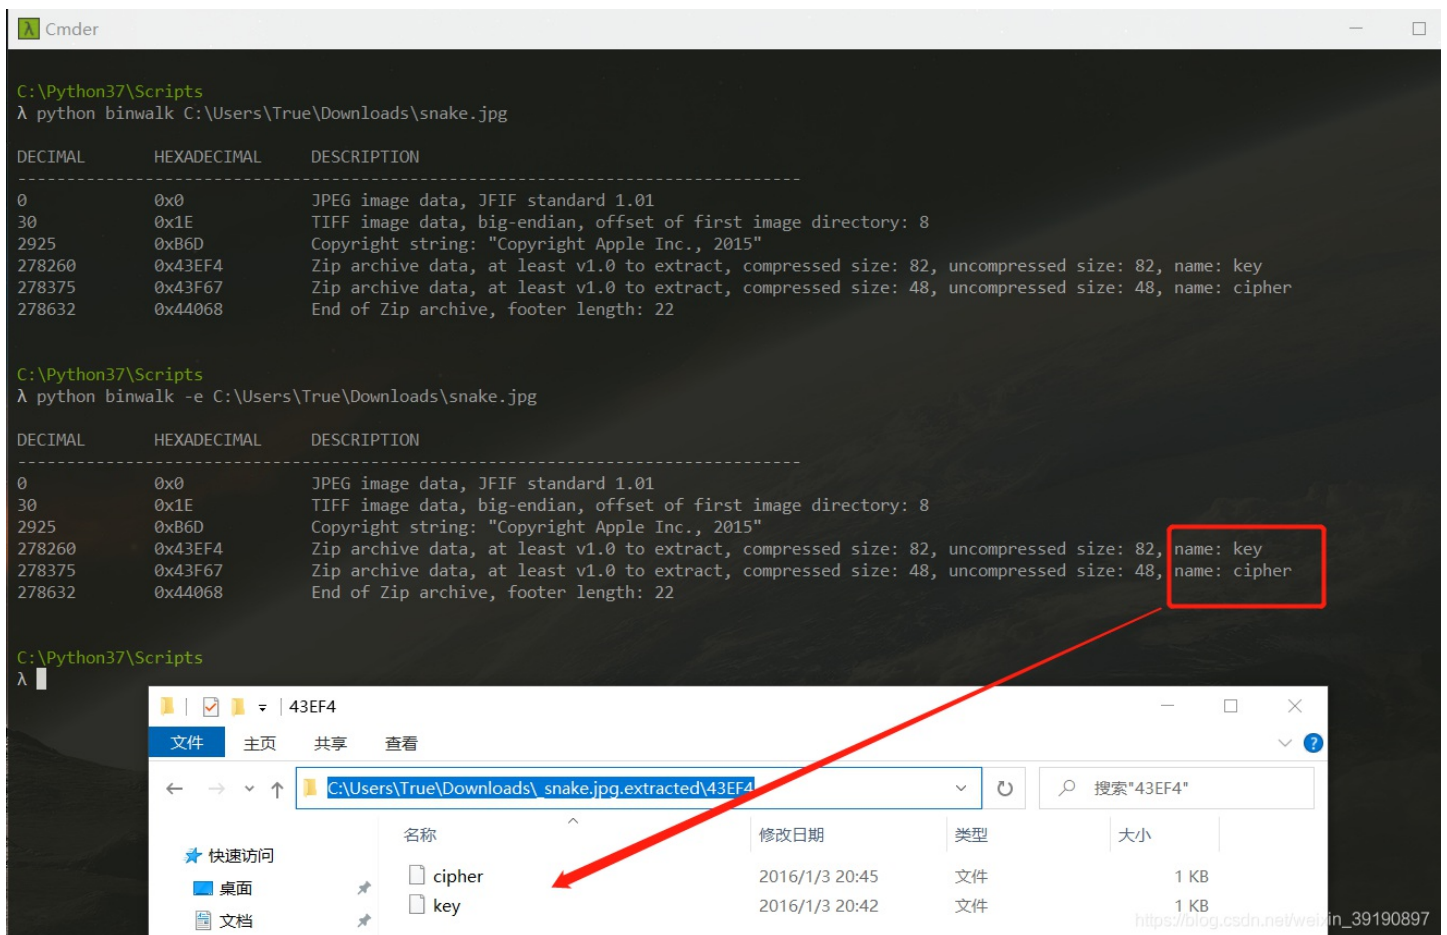 Cmder
C:\Python37\Scripts
λ python binwalk C:\Users\True\Downloads\snake.jpg
DECIMAL HEXADECIMAL DESCRIPTION
--------------------------------------------------------------------------------
0 0x0 JPEG image data, JFIF standard 1.01
30 0x1E TIFF image data, big-endian, offset of first image directory: 8
2925 0xB6D Copyright string: "Copyright Apple Inc., 2015"
278260 0x43EF4 Zip archive data, at least v1.0 to extract, compressed size: 82, uncompressed size: 82, name: key
278375 0x43F67 Zip archive data, at least v1.0 to extract, compressed size: 48, uncompressed size: 48, name: cipher
278632 0x44068 End of Zip archive, footer length: 22
C:\Python37\Scripts
λ python binwalk -e C:\Users\True\Downloads\snake.jpg
DECIMAL HEXADECIMAL DESCRIPTION
--------------------------------------------------------------------------------
0 0x0 JPEG image data, JFIF standard 1.01
30 0x1E TIFF image data, big-endian, offset of first image directory: 8
2925 0xB6D Copyright string: "Copyright Apple Inc., 2015"
278260 0x43EF4 Zip archive data, at least v1.0 to extract, compressed size: 82, uncompressed size: 82, name: key
278375 0x43F67 Zip archive data, at least v1.0 to extract, compressed size: 48, uncompressed size: 48, name: cipher
278632 0x44068 End of Zip archive, footer length: 22
C:\Python37\Scripts
λ
43EF4
文件 主页 共享 查看
C:\Users\True\Downloads\_snake.jpg.extracted\43EF4 搜索"43EF4"
名称 修改日期 类型 大小
快速访问
cipher 2016/1/3 20:45 文件 1 KB
桌面
key 2016/1/3 20:42 文件 1 KB
文档
https://blog.csdn.net/weixin_39190897